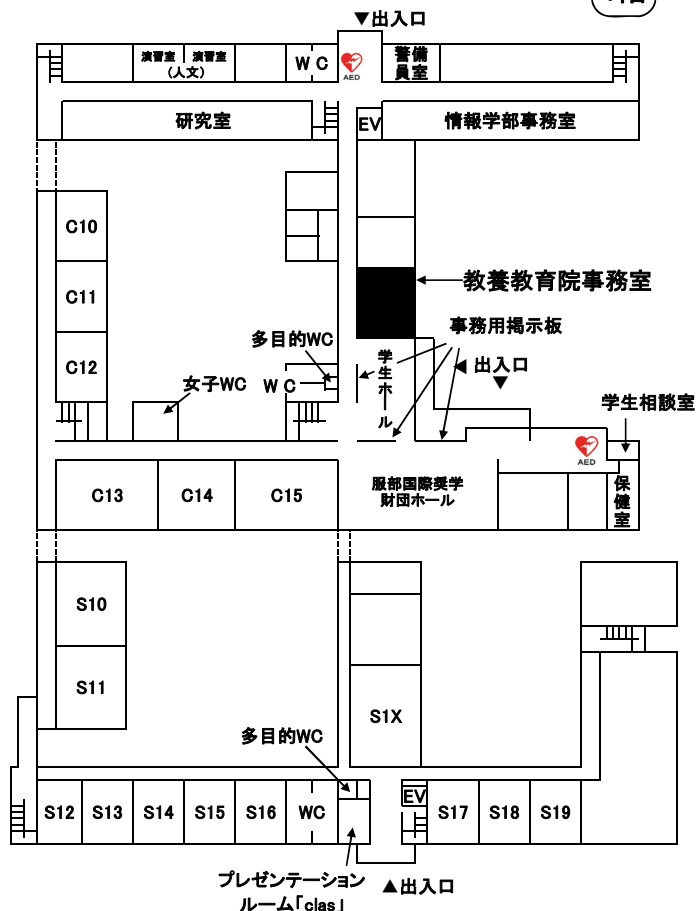 ▼出入口
演習室 演習室
(人文)
WC
AED
警備
員室
研究室
EV
情報学部事務室
C10
教養教育院事務室
C11
事務用掲示板
多目的WC
学生ホール
C12
◀ 出入口
▼
女子WC
WC
学生相談室
AED
C13
C14
C15
服部国際奨学
財団ホール
保健室
S10
S11
S1X
多目的WC
EV
S12
S13
S14
S15
S16
WC
S17
S18
S19
プレゼンテーション
ルーム「clas」
▲出入口